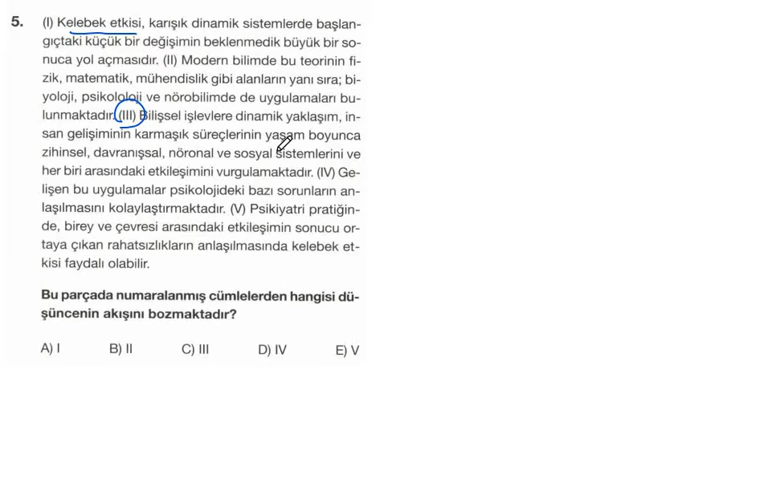 5. (I) Kelebek etkisi, karışık dinamik sistemlerde başlan-
gıçtaki küçük bir değişimin beklenmedik büyük bir so-
nuca yol açmasıdır. (II) Modern bilimde bu teorinin fi-
zik, matematik, mühendislik gibi alanların yanı sıra; bi-
yoloji, psikololoji ve nörobilimde de uygulamaları bu-
lunmaktadır. (III) Bilişsel işlevlere dinamik yaklaşım, in-
san gelişiminin karmaşık süreçlerinin yaşam boyunca
zihinsel, davranışsal, nöronal ve sosyal sistemlerini ve
her biri arasındaki etkileşimini vurgulamaktadır. (IV) Ge-
lişen bu uygulamalar psikolojideki bazı sorunların an-
laşılmasını kolaylaştırmaktadır. (V) Psikiyatri pratiğin-
de, birey ve çevresi arasındaki etkileşimin sonucu or-
taya çıkan rahatsızlıkların anlaşılmasında kelebek et-
kisi faydalı olabilir.
Bu parçada numaralanmış cümlelerden hangisi dü-
şüncenin akışını bozmaktadır?
A) I B) II C) III D) IV E) V